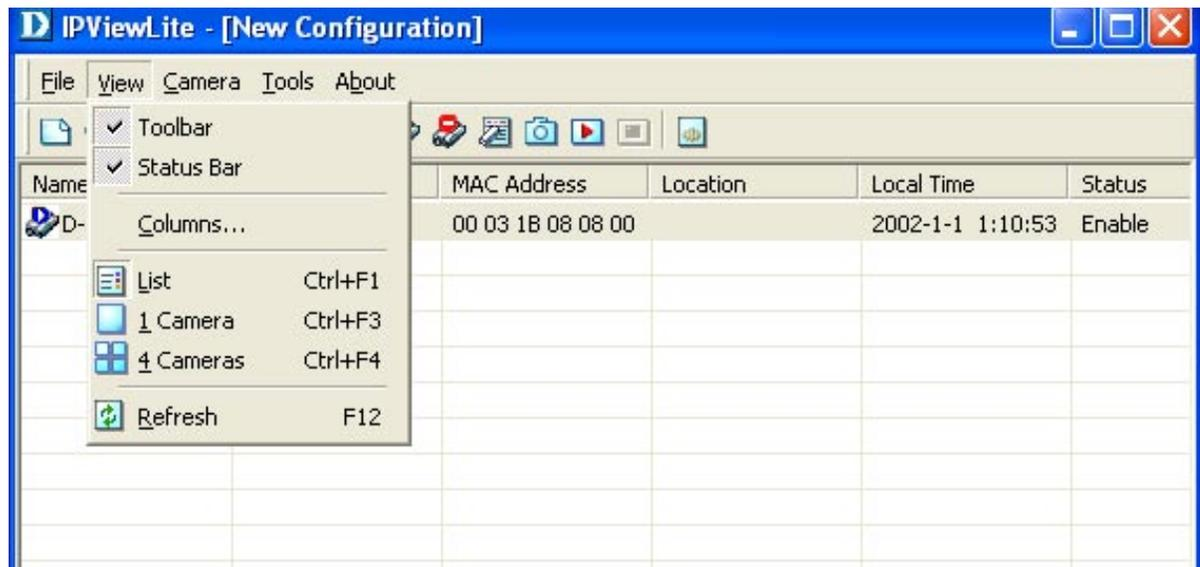 D IPViewLite - [New Configuration]
File View Camera Tools About
Toolbar
Status Bar
Columns...
List Ctrl+F1
1 Camera Ctrl+F3
4 Cameras Ctrl+F4
Refresh F12
Name MAC Address Location Local Time Status
D- 00 03 1B 08 08 00 2002-1-1 1:10:53 Enable